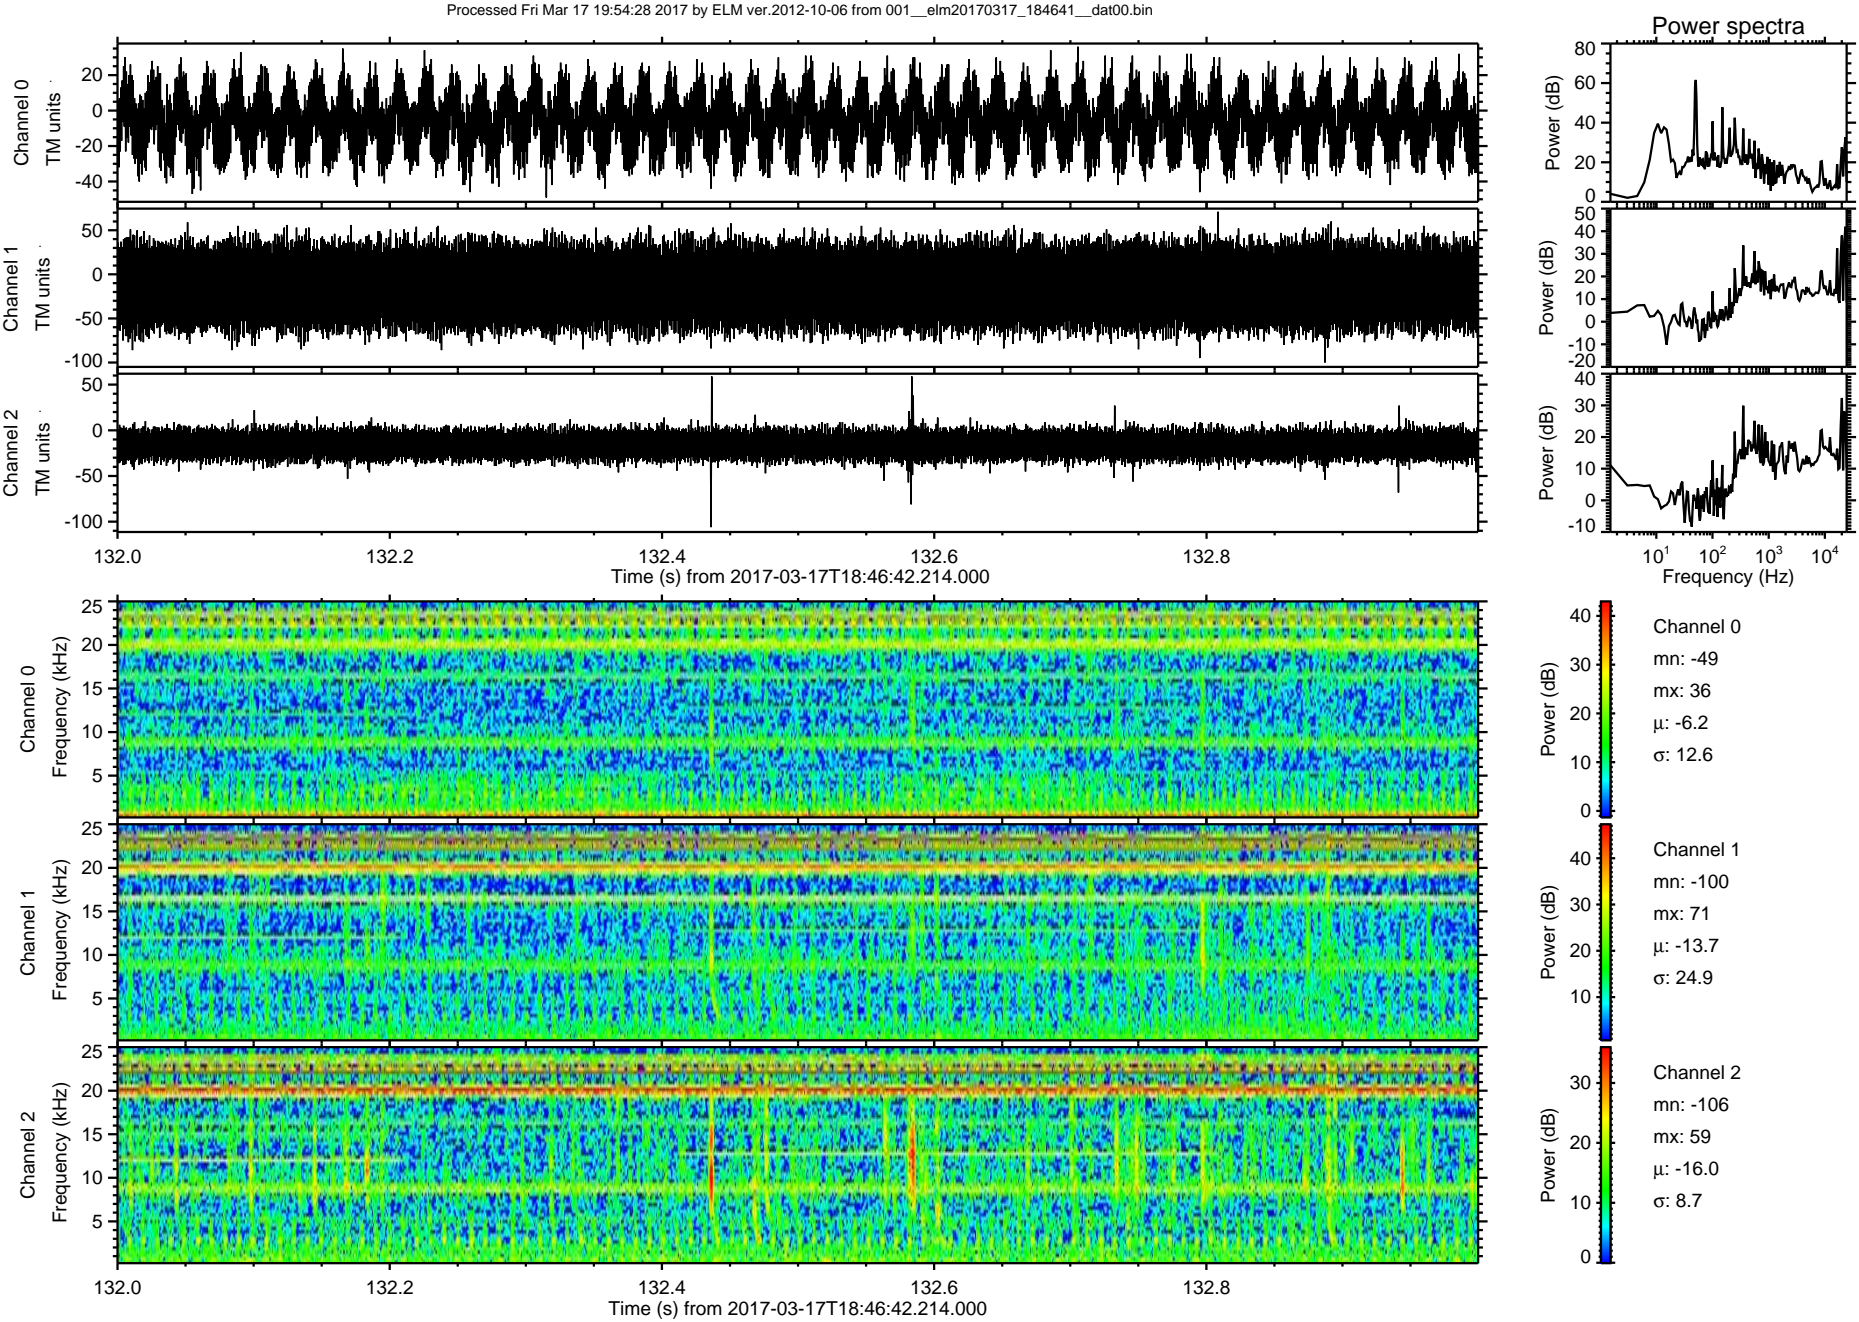 Processed Fri Mar 17 19:54:28 2017 by ELM ver.2012-10-06 from 001__elm20170317_184641__dat00.bin
Power spectra
Channel 0
TM units
20
0
-20
-40
Power (dB)
80
60
40
20
0
Channel 1
TM units
50
0
-50
-100
Power (dB)
50
40
30
20
10
0
-10
-20
Channel 2
TM units
50
0
-50
-100
Power (dB)
40
30
20
10
0
-10
132.0 132.2 132.4 132.6 132.8
Time (s) from 2017-03-17T18:46:42.214.000
10^1 10^2 10^3 10^4
Frequency (Hz)
Channel 0
Frequency (kHz)
25
20
15
10
5
Power (dB)
40
30
20
10
0
Channel 0
mn: -49
mx: 36
μ: -6.2
σ: 12.6
Channel 1
Frequency (kHz)
25
20
15
10
5
Power (dB)
40
30
20
10
Channel 1
mn: -100
mx: 71
μ: -13.7
σ: 24.9
Channel 2
Frequency (kHz)
25
20
15
10
5
Power (dB)
30
20
10
0
Channel 2
mn: -106
mx: 59
μ: -16.0
σ: 8.7
132.0 132.2 132.4 132.6 132.8
Time (s) from 2017-03-17T18:46:42.214.000